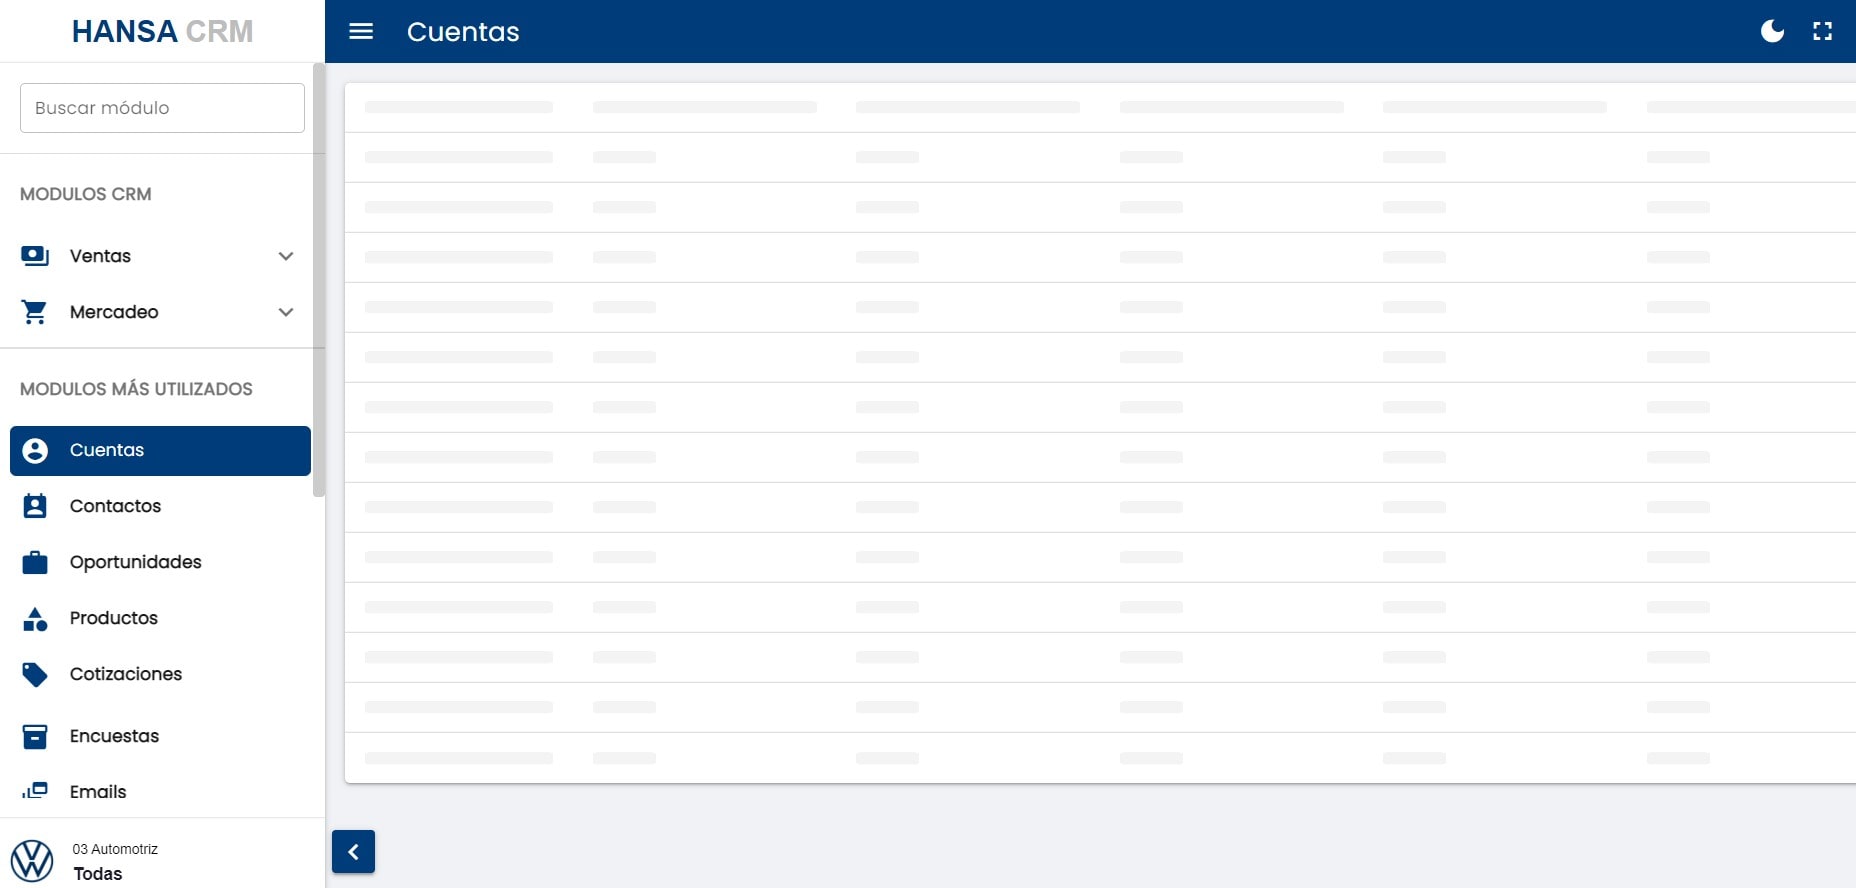 HANSA CRM
Cuentas
Buscar módulo
MODULOS CRM
Ventas
Mercadeo
MODULOS MÁS UTILIZADOS
Cuentas
Contactos
Oportunidades
Productos
Cotizaciones
Encuestas
Emails
03 Automotriz
Todas